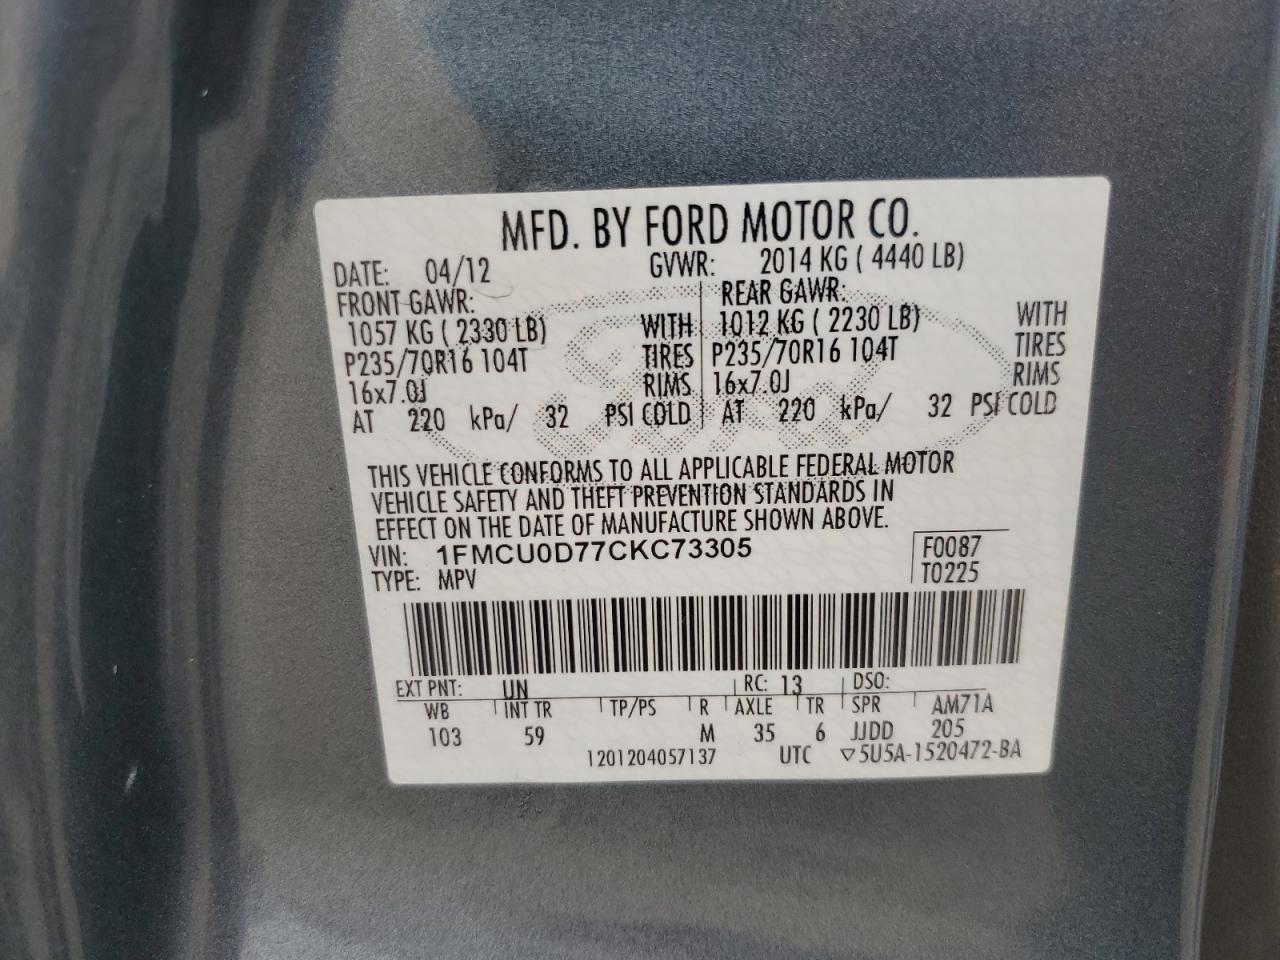 MFD. BY FORD MOTOR CO.
DATE: 04/12 GVWR: 2014 KG ( 4440 LB)
FRONT GAWR: REAR GAWR:
1057 KG ( 2330 LB) WITH 1012 KG ( 2230 LB) WITH
P235/70R16 104T TIRES P235/70R16 104T TIRES
16x7.0J RIMS 16x7.0J RIMS
AT 220 kPa/ 32 PSI COLD AT 220 kPa/ 32 PSI COLD
Ford
THIS VEHICLE CONFORMS TO ALL APPLICABLE FEDERAL MOTOR
VEHICLE SAFETY AND THEFT PREVENTION STANDARDS IN
EFFECT ON THE DATE OF MANUFACTURE SHOWN ABOVE.
VIN: 1FMCU0D77CKC73305 F0087
TYPE: MPV T0225
EXT PNT: UN RC: 13 DSO:
WB INT TR TP/PS R AXLE TR SPR AM71A
103 59 M 35 6 JJDD 205
1201204057137 UTC ▽5U5A-1520472-BA